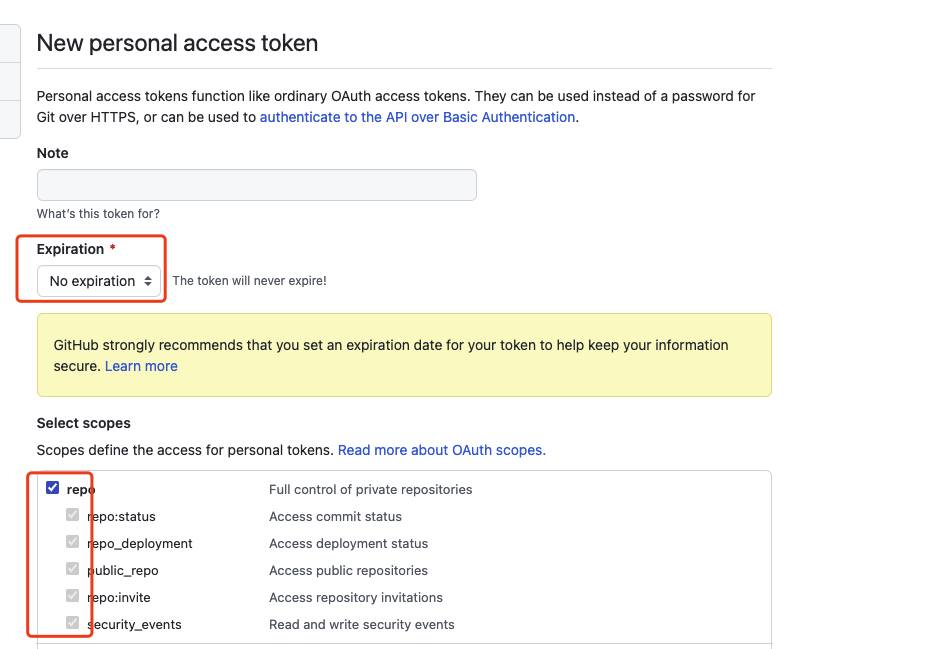 New personal access token
Personal access tokens function like ordinary OAuth access tokens. They can be used instead of a password for
Git over HTTPS, or can be used to authenticate to the API over Basic Authentication.
Note
What's this token for?
Expiration *
No expiration The token will never expire!
GitHub strongly recommends that you set an expiration date for your token to help keep your information
secure. Learn more
Select scopes
Scopes define the access for personal tokens. Read more about OAuth scopes.
repo Full control of private repositories
repo:status Access commit status
repo_deployment Access deployment status
public_repo Access public repositories
repo:invite Access repository invitations
security_events Read and write security events